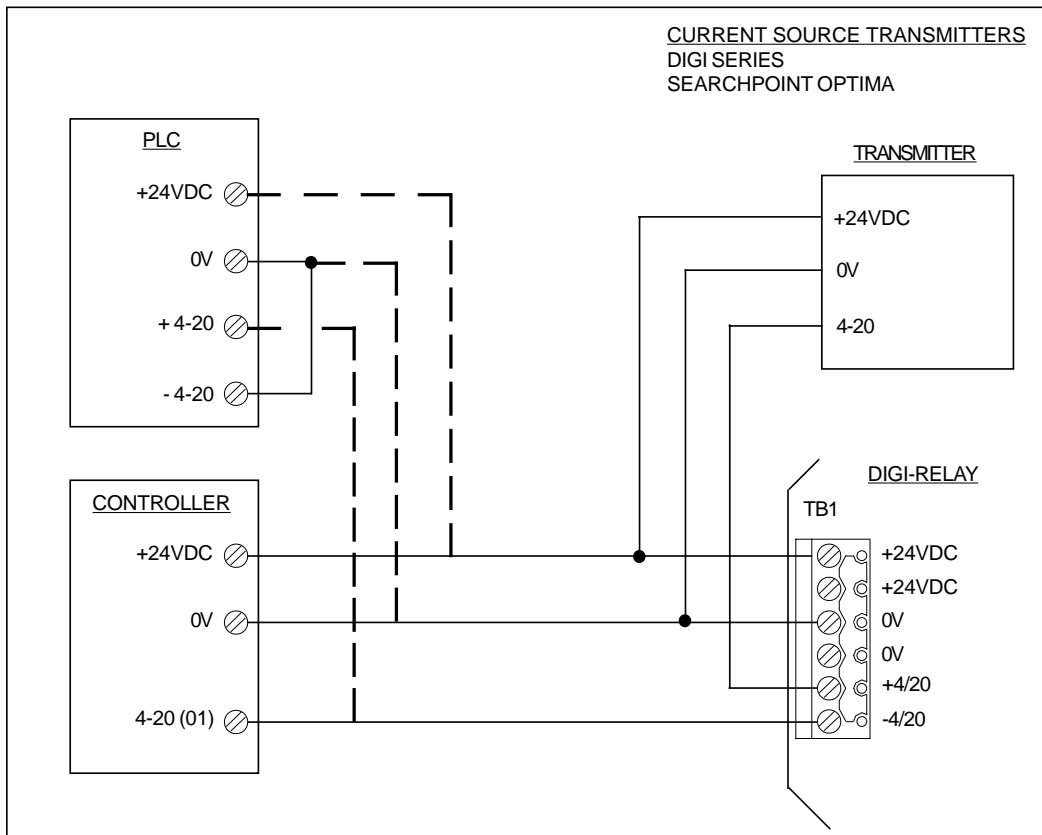 CURRENT SOURCE TRANSMITTERS
DIGI SERIES
SEARCHPOINT OPTIMA
PLC
+24VDC
0V
+ 4-20
- 4-20
TRANSMITTER
+24VDC
0V
4-20
CONTROLLER
+24VDC
0V
4-20 (01)
DIGI-RELAY
TB1
+24VDC
+24VDC
0V
0V
+4/20
-4/20